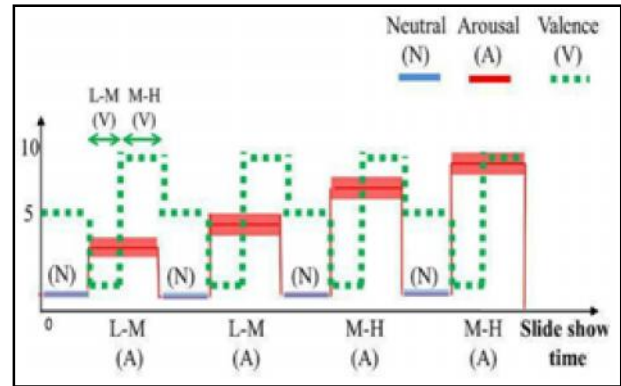 Neutral Arousal Valence
(N) (A) (V)
L-M M-H
(V) (V)
10
5
(N) (N) (N) (N)
0
L-M L-M M-H M-H Slide show
(A) (A) (A) (A) time